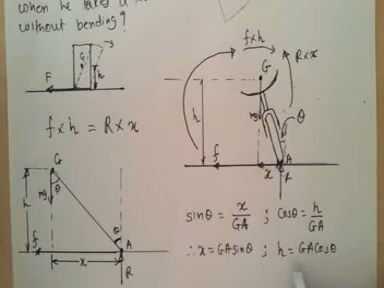 when he takes a
without bending?
f×h
R×x
G
G
F
h
h
mg
θ
f×h = R×x
f
x
A
R
G
mg
θ
h
θ
f
A
x
R
sinθ = x/GA ; cosθ = h/GA
∴ x = GA sinθ ; h = GA cosθ